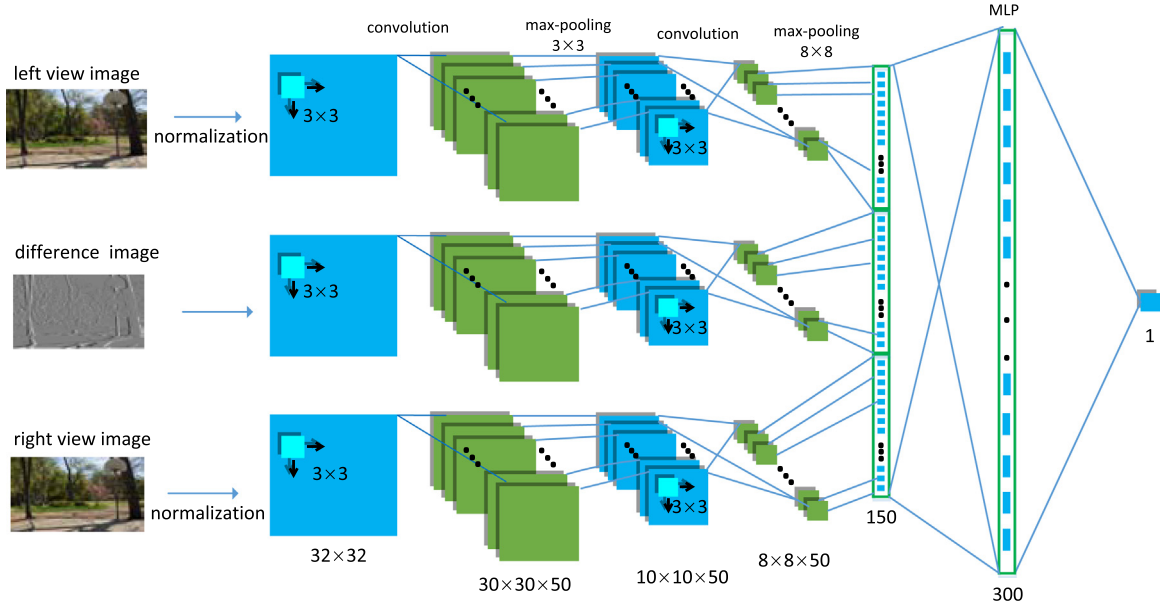 MLP
convolution
max-pooling
3×3
convolution
max-pooling
8×8
left view image
normalization
3×3
3×3
difference image
3×3
3×3
1
right view image
normalization
3×3
3×3
32×32
30×30×50
10×10×50
8×8×50
150
300